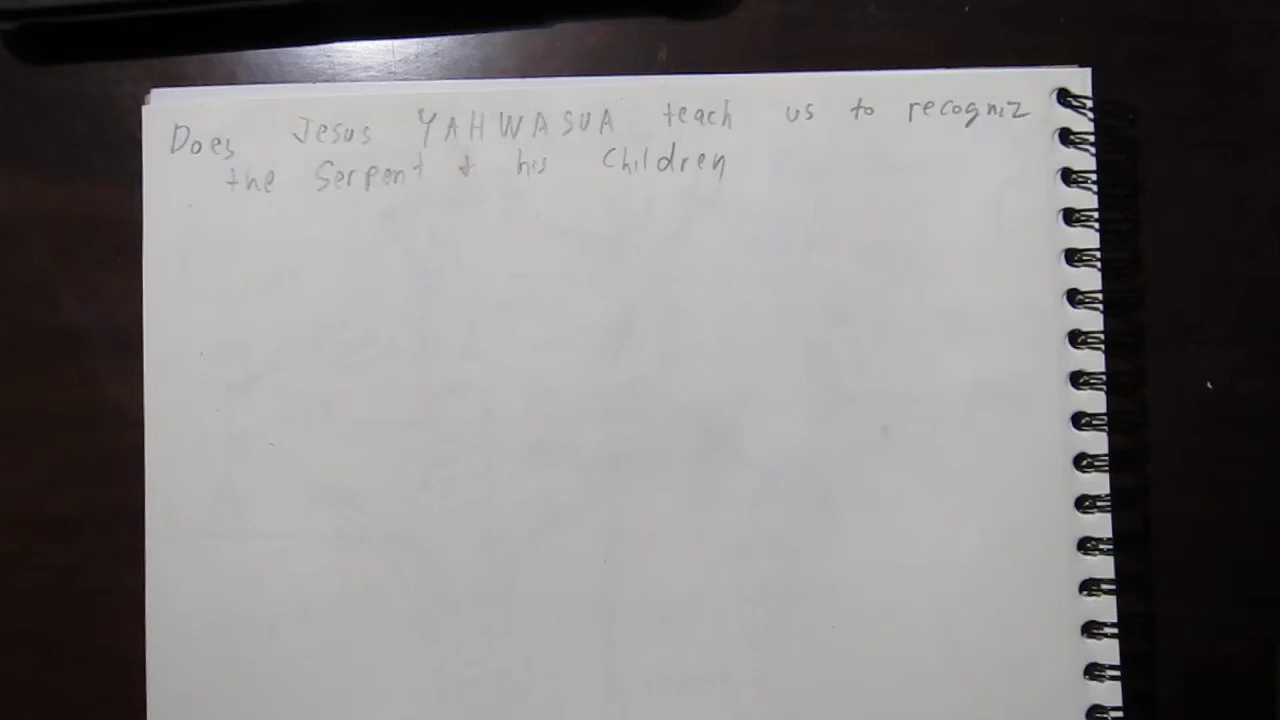 Does Jesus YAHWASUA teach us to recogniz
the Serpent + his Children